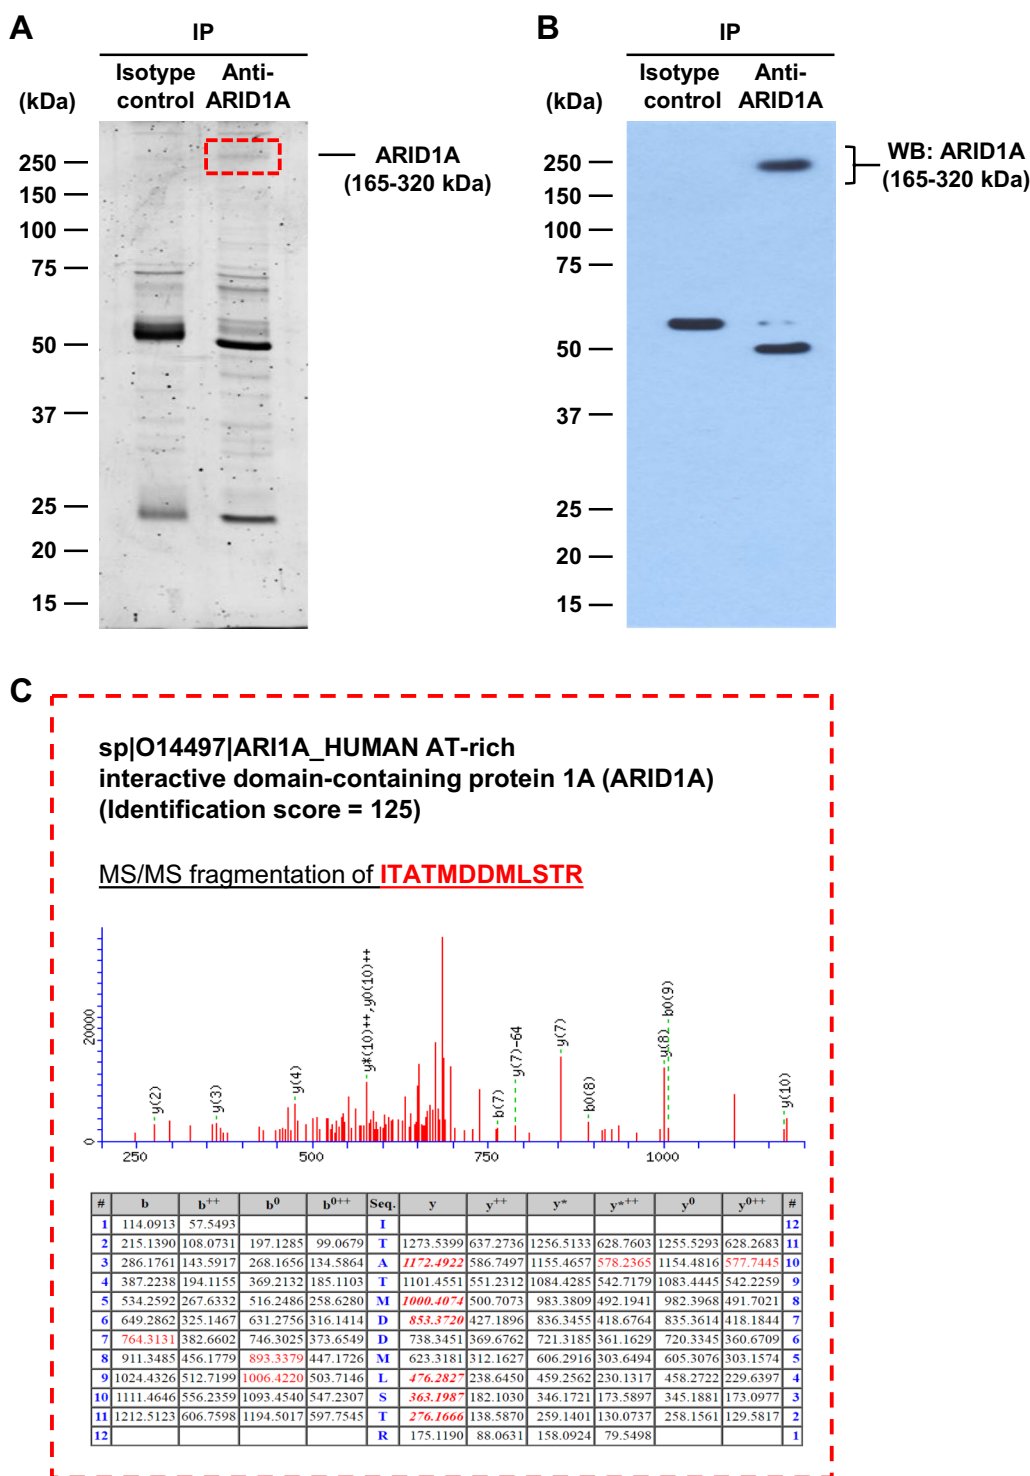 A
IP
Isotype control
Anti-ARID1A
(kDa)
250
150
100
75
50
37
25
20
15
ARID1A
(165-320 kDa)
B
IP
Isotype control
Anti-ARID1A
(kDa)
250
150
100
75
50
37
25
20
15
WB: ARID1A
(165-320 kDa)
C
sp|O14497|ARI1A_HUMAN AT-rich
interactive domain-containing protein 1A (ARID1A)
(Identification score = 125)
MS/MS fragmentation of ITATMDDMLSTR
20000
0
y(2)
y(3)
y(4)
y*(10)++,y0(10)++
b(7)
y(7)-64
y(7)
b0(8)
y(8)
b0(9)
y(10)
250 500 750 1000
# b b++ b0 b0++ Seq. y y++ y* y*++ y0 y0++ #
1 114.0913 57.5493 I 12
2 215.1390 108.0731 197.1285 99.0679 T 1273.5399 637.2736 1256.5133 628.7603 1255.5293 628.2683 11
3 286.1761 143.5917 268.1656 134.5864 A 1172.4922 586.7497 1155.4657 578.2365 1154.4816 577.7445 10
4 387.2238 194.1155 369.2132 185.1103 T 1101.4551 551.2312 1084.4285 542.7179 1083.4445 542.2259 9
5 534.2592 267.6332 516.2486 258.6280 M 1000.4074 500.7073 983.3809 492.1941 982.3968 491.7021 8
6 649.2862 325.1467 631.2756 316.1414 D 853.3720 427.1896 836.3455 418.6764 835.3614 418.1844 7
7 764.3131 382.6602 746.3025 373.6549 D 738.3451 369.6762 721.3185 361.1629 720.3345 360.6709 6
8 911.3485 456.1779 893.3379 447.1726 M 623.3181 312.1627 606.2916 303.6494 605.3076 303.1574 5
9 1024.4326 512.7199 1006.4220 503.7146 L 476.2827 238.6450 459.2562 230.1317 458.2722 229.6397 4
10 1111.4646 556.2359 1093.4540 547.2307 S 363.1987 182.1030 346.1721 173.5897 345.1881 173.0977 3
11 1212.5123 606.7598 1194.5017 597.7545 T 276.1666 138.5870 259.1401 130.0737 258.1561 129.5817 2
12 R 175.1190 88.0631 158.0924 79.5498 1